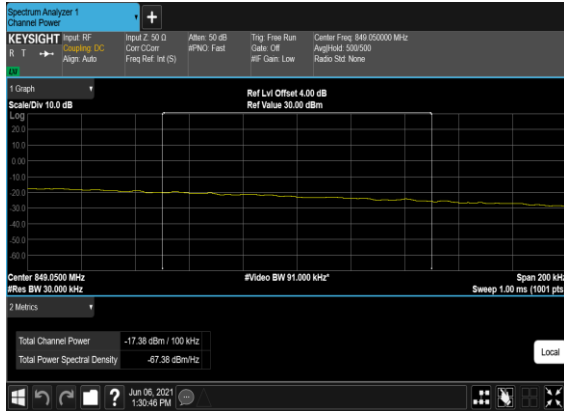 Spectrum Analyzer 1
Channel Power
+
KEYSIGHT
R T
LXI
Input: RF
Coupling: DC
Align: Auto
Input Z: 50 Ω
Corr CCorr
Freq Ref: Int (S)
Atten: 50 dB
#PNO: Fast
Trig: Free Run
Gate: Off
#IF Gain: Low
Center Freq: 849.050000 MHz
Avg|Hold: 500/500
Radio Std: None
1 Graph
Scale/Div 10.0 dB
Ref Lvl Offset 4.00 dB
Ref Value 30.00 dBm
Log
20.0
10.0
0.00
-10.0
-20.0
-30.0
-40.0
-50.0
-60.0
Center 849.0500 MHz
#Video BW 91.000 kHz*
Span 200 kHz
#Res BW 30.000 kHz
Sweep 1.00 ms (1001 pts
2 Metrics
Total Channel Power -17.38 dBm / 100 kHz
Total Power Spectral Density -67.38 dBm/Hz
Local
?
Jun 06, 2021
1:30:46 PM